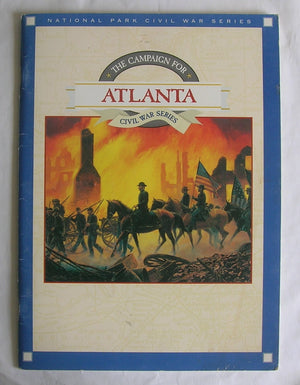 NATIONAL PARK CIVIL WAR SERIES
THE CAMPAIGN FOR
ATLANTA
CIVIL WAR SERIES